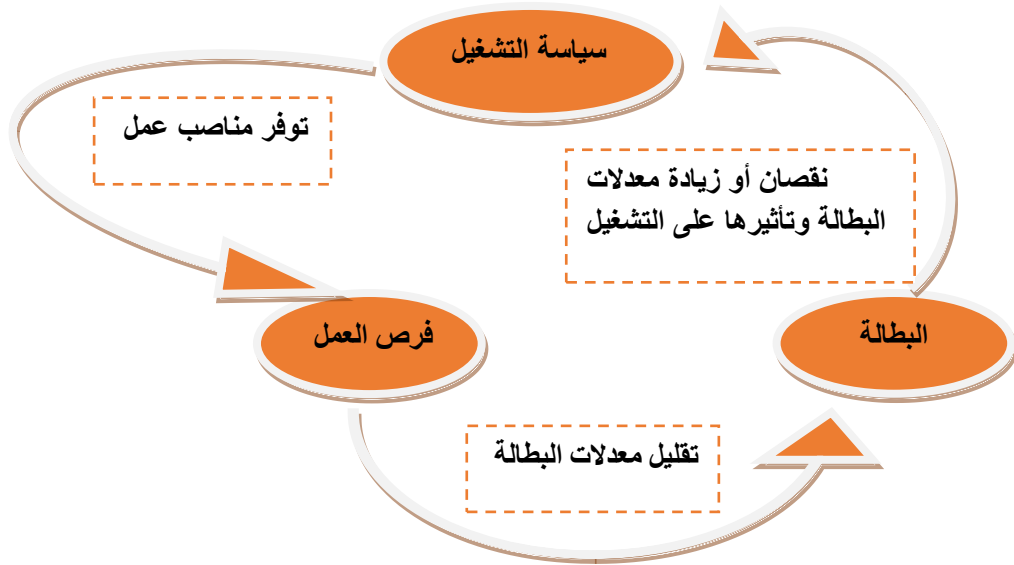 سياسة التشغيل
توفر مناصب عمل
نقصان أو زيادة معدلات
البطالة وتأثيرها على التشغيل
فرص العمل
البطالة
تقليل معدلات البطالة